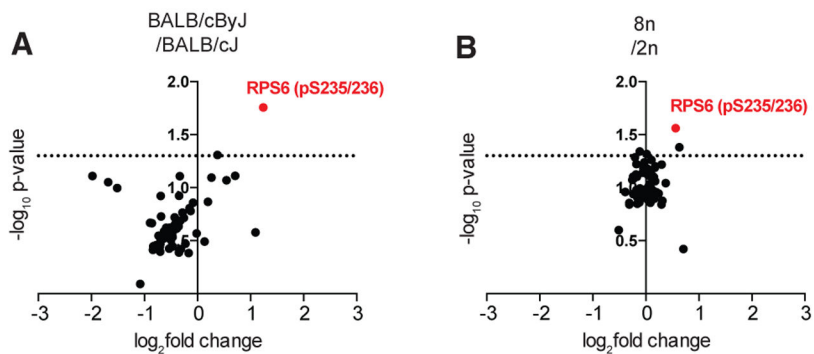 A
BALB/cByJ
/BALB/cJ
-log10 p-value
2.0
RPS6 (pS235/236)
1.5
1.0
.5
-3 -2 -1 0 1 2 3
log2fold change
B
8n
/2n
-log10 p-value
2.0
RPS6 (pS235/236)
1.5
1.0
0.5
-3 -2 -1 0 1 2 3
log2fold change